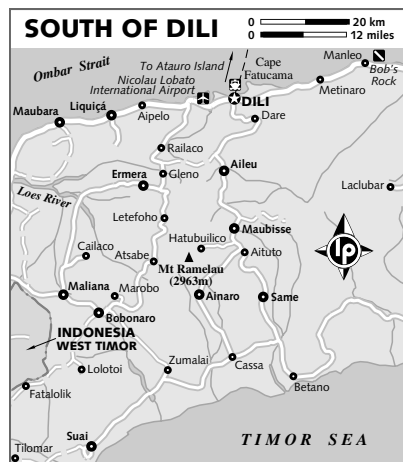 SOUTH OF DILI
0 20 km
0 12 miles
Ombar Strait
To Atauro Island
Nicolau Lobato
International Airport
Cape
Fatucama
Manleo
Bob's
Rock
Metinaro
DILI
Dare
Maubara
Liquiçá
Aipelo
Railaco
Ermera
Gleno
Aileu
Laclubar
Loes River
Letefoho
Maubisse
Hatubuilico
Cailaco
Atsabe
Aituto
Mt Ramelau
(2963m)
LP
Maliana
Marobo
Ainaro
Same
Bobonaro
INDONESIA
WEST TIMOR
Lolotoi
Zumalai
Cassa
Betano
Fatalolik
Suai
Tilomar
TIMOR SEA